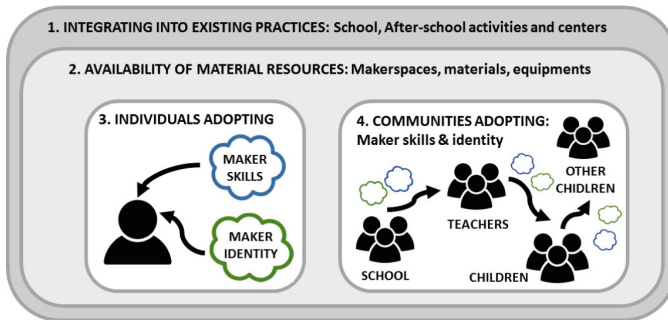 1. INTEGRATING INTO EXISTING PRACTICES: School, After-school activities and centers
2. AVAILABILITY OF MATERIAL RESOURCES: Makerspaces, materials, equipments
3. INDIVIDUALS ADOPTING
MAKER
SKILLS
MAKER
IDENTITY
4. COMMUNITIES ADOPTING:
Maker skills & identity
SCHOOL
TEACHERS
CHILDREN
OTHER
CHIDLREN